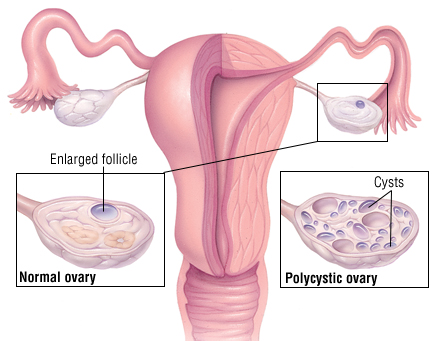 Enlarged follicle
Normal ovary
Cysts
Polycystic ovary